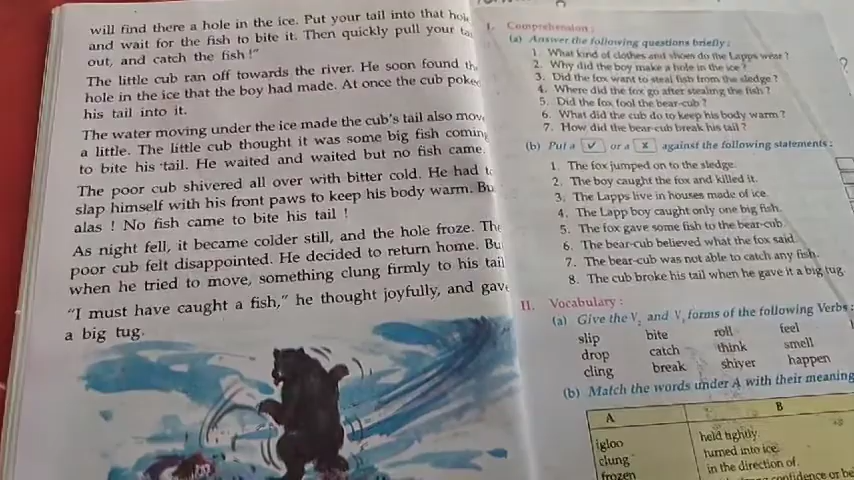 will find there a hole in the ice. Put your tail into that
and wait for the fish to bite it. Then quickly pull your
out, and catch the fish!"
The little cub ran off towards the river. He soon found
hole in the ice that the boy had made. At once the cub
his tail into it.
The water moving under the ice made the cub's tail also
a little. The little cub thought it was some big fish
to bite his tail. He waited and waited but no fish came.
The poor cub shivered all over with bitter cold. He had
slap himself with his front paws to keep his body warm.
alas ! No fish came to bite his tail !
As night fell, it became colder still, and the hole froze.
poor cub felt disappointed. He decided to return home.
when he tried to move, something clung firmly to his
"I must have caught a fish," he thought joyfully, and
a big tug.
I. Comprehension :
(a) Answer the following questions briefly :
1. What kind of clothes and shoes do the Lapps wear ?
2. Why did the boy make a hole in the ice ?
3. Did the fox want to steal fish from the sledge ?
4. Where did the fox go after stealing the fish ?
5. Did the fox fool the bear-cub ?
6. What did the cub do to keep his body warm ?
7. How did the bear-cub break his tail ?
(b) Put a ✓ or a x against the following statements :
1. The fox jumped on to the sledge.
2. The boy caught the fox and killed it.
3. The Lapps live in houses made of ice.
4. The Lapp boy caught only one big fish.
5. The fox gave some fish to the bear-cub.
6. The bear-cub believed what the fox said.
7. The bear-cub was not able to catch any fish.
8. The cub broke his tail when he gave it a big tug.
II. Vocabulary :
(a) Give the V₂ and V₃ forms of the following Verbs :
slip bite roll feel
drop catch think smell
cling break shiver happen
(b) Match the words under A with their
A B
igloo held tightly.
clung turned into ice.
frozen in the direction of.
confidence or